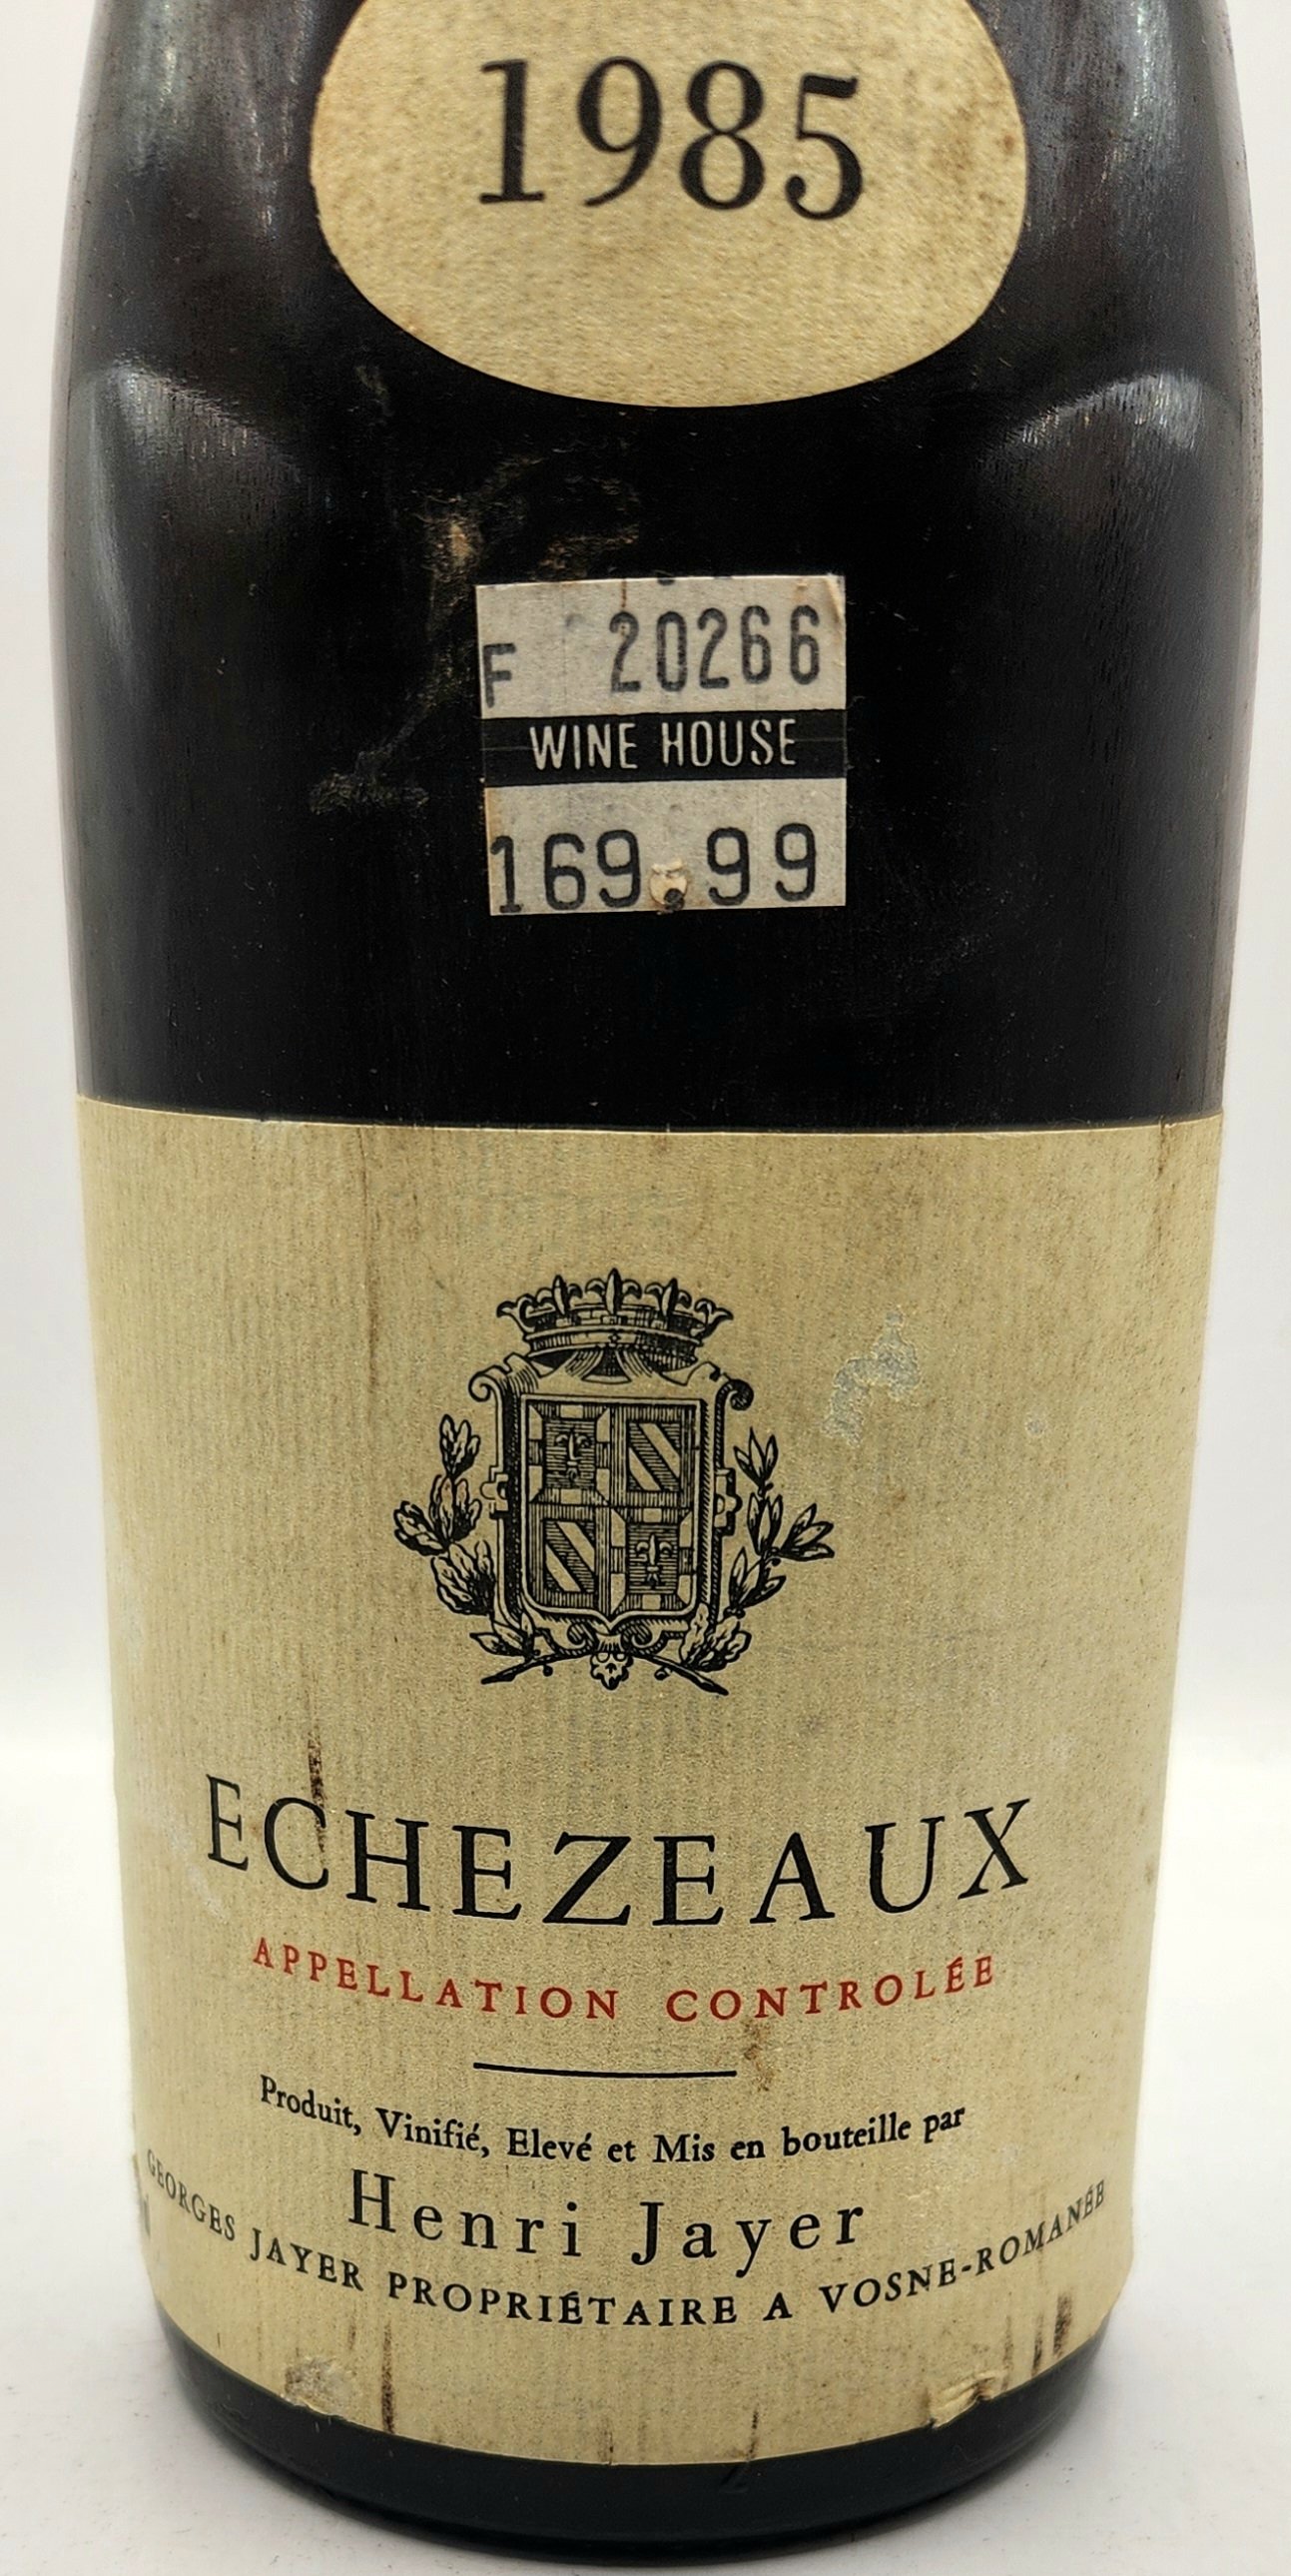 1985
F 20266
WINE HOUSE
169.99
ECHEZEAUX
APPELLATION CONTROLÉE
Produit, Vinifié, Elevé et Mis en bouteille par
Henri Jayer
GEORGES JAYER PROPRIÉTAIRE A VOSNE-ROMANÉE